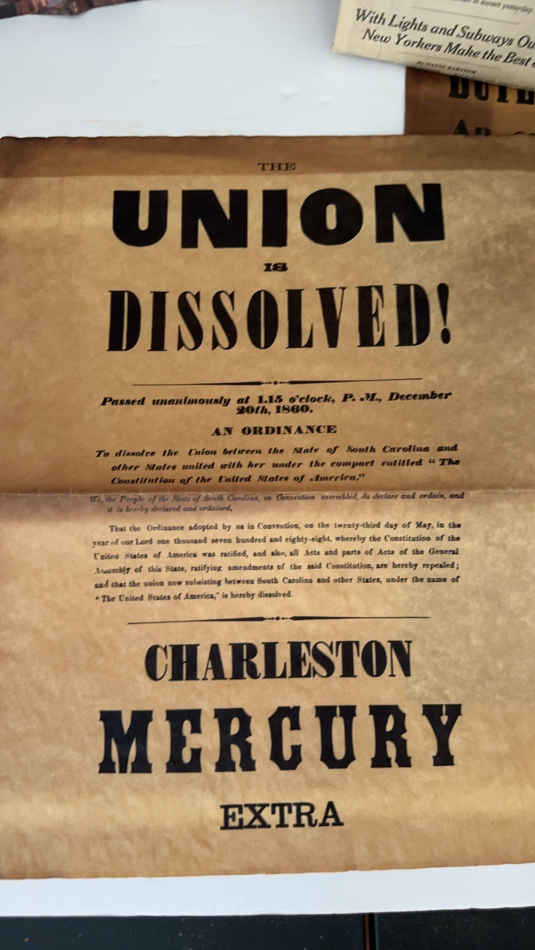 in sunset yesterday
With Lights and Subways Ou
New Yorkers Make the Best
By DAVID BARSTOW
THE
UNION
IS
DISSOLVED!
Passed unanimously at 1.15 o'clock, P. M., December
20th, 1860.
AN ORDINANCE
To dissolve the Union between the State of South Carolina and
other States united with her under the compact entitled "The
Constitution of the United States of America."
We, the People of the State of South Carolina, in Convention assembled, do declare and ordain, and
it is hereby declared and ordained,
That the Ordinance adopted by us in Convention, on the twenty-third day of May, in the
year of our Lord one thousand seven hundred and eighty-eight, whereby the Constitution of the
United States of America was ratified, and also, all Acts and parts of Acts of the General
Assembly of this State, ratifying amendments of the said Constitution, are hereby repealed;
and that the union now subsisting between South Carolina and other States, under the name of
"The United States of America," is hereby dissolved.
CHARLESTON
MERCURY
EXTRA